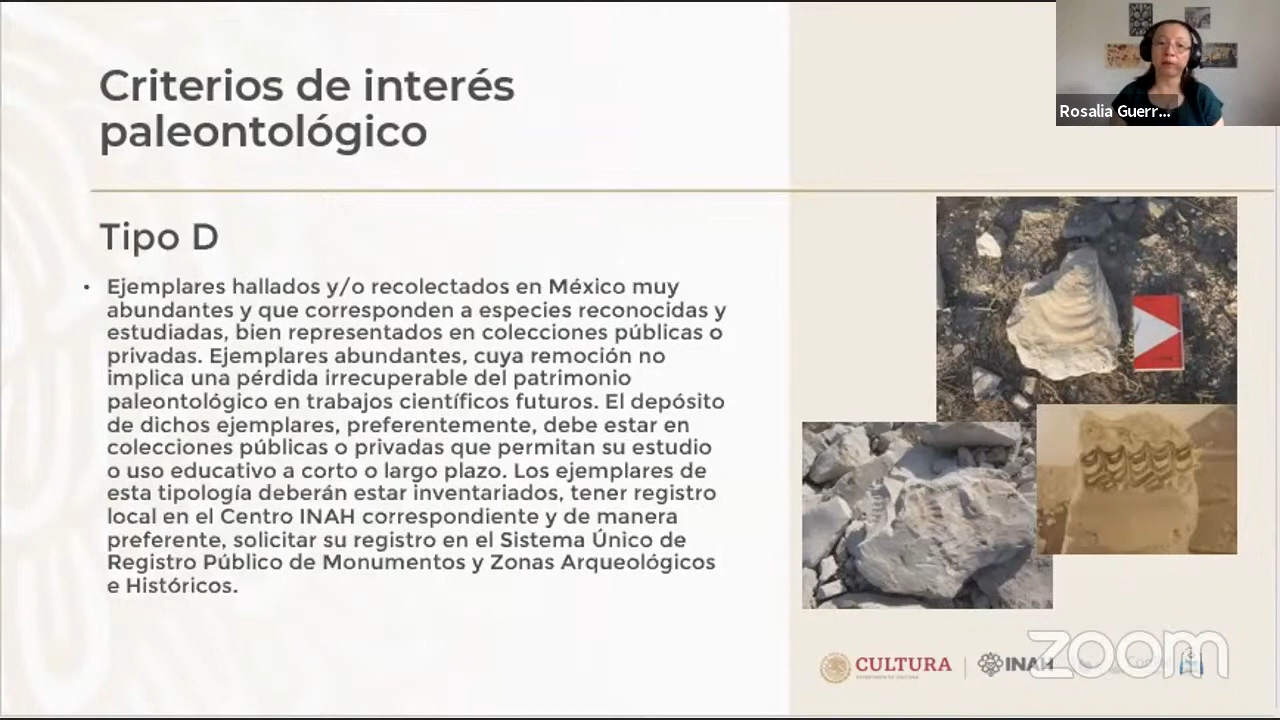 Criterios de interés
paleontológico
Rosalia Guerr...
Tipo D
• Ejemplares hallados y/o recolectados en México muy
abundantes y que corresponden a especies reconocidas y
estudiadas, bien representados en colecciones públicas o
privadas. Ejemplares abundantes, cuya remoción no
implica una pérdida irrecuperable del patrimonio
paleontológico en trabajos científicos futuros. El depósito
de dichos ejemplares, preferentemente, debe estar en
colecciones públicas o privadas que permitan su estudio
o uso educativo a corto o largo plazo. Los ejemplares de
esta tipología deberán estar inventariados, tener registro
local en el Centro INAH correspondiente y de manera
preferente, solicitar su registro en el Sistema Único de
Registro Público de Monumentos y Zonas Arqueológicos
e Históricos.
CULTURA
SECRETARÍA DE CULTURA
INAH
zoom